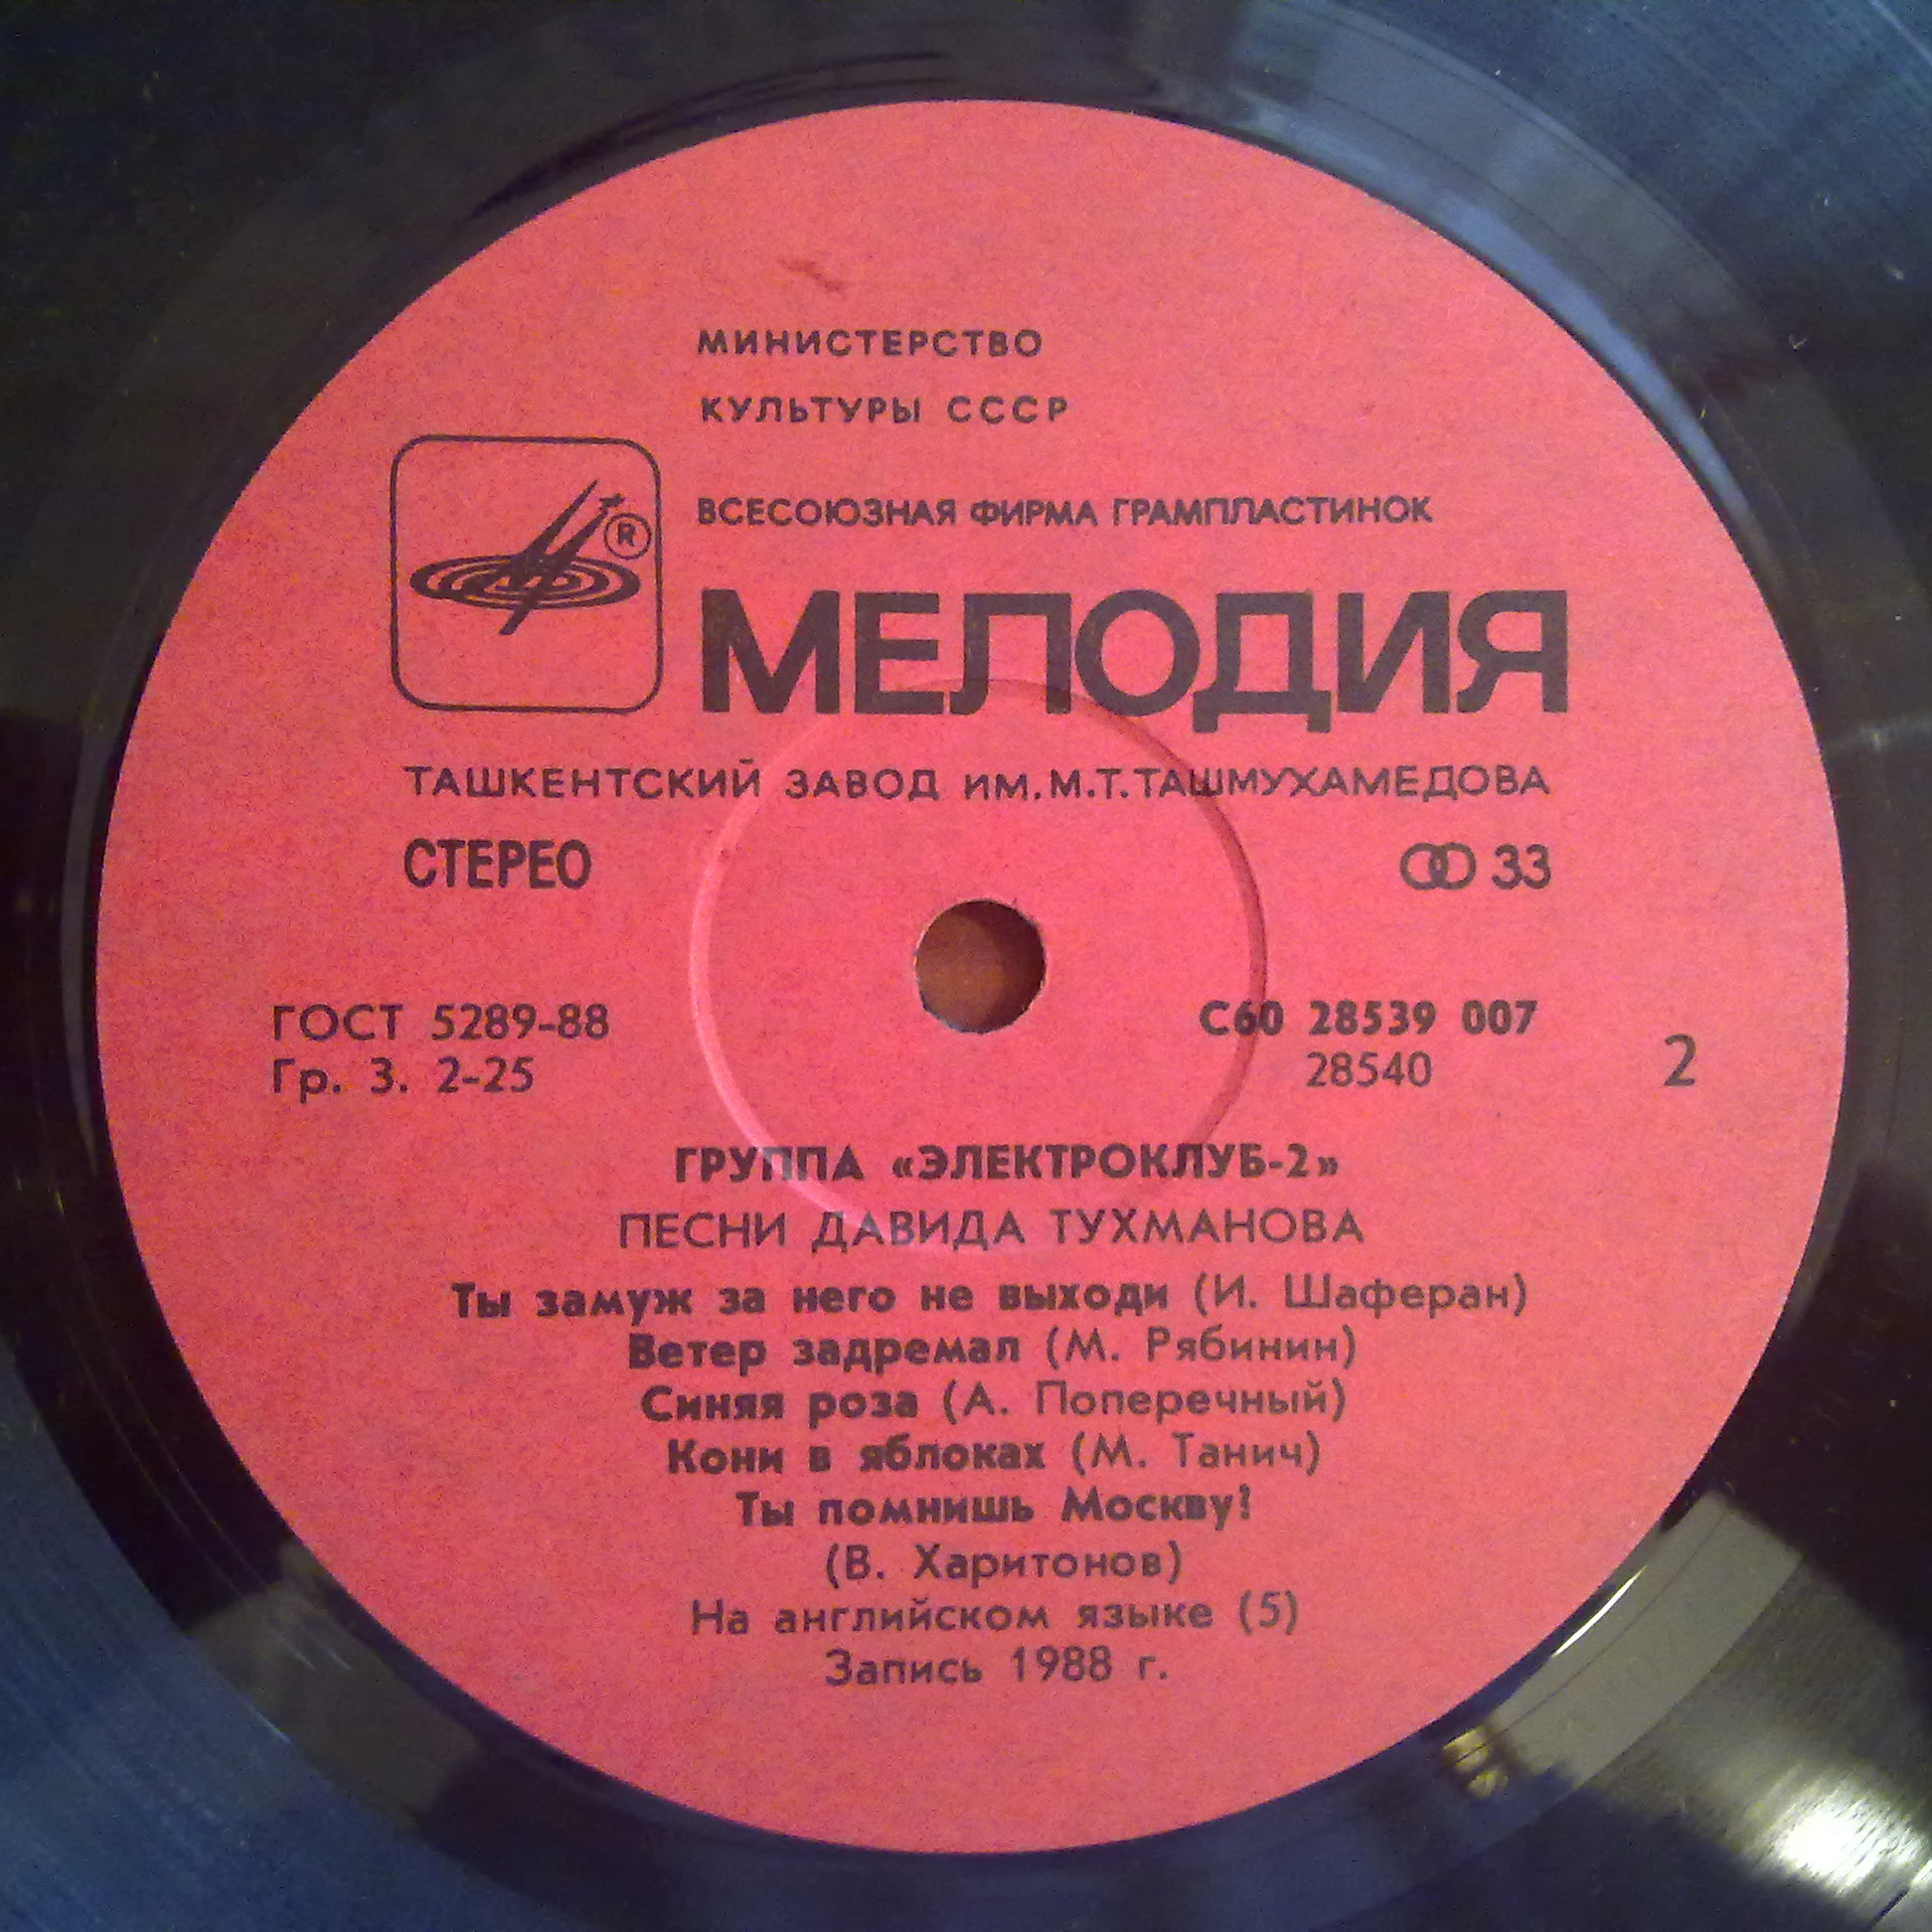 МИНИСТЕРСТВО
КУЛЬТУРЫ СССР
ВСЕСОЮЗНАЯ ФИРМА ГРАМПЛАСТИНОК
®
МЕЛОДИЯ
ТАШКЕНТСКИЙ ЗАВОД ИМ.М.Т.ТАШМУХАМЕДОВА
СТЕРЕО 33
ГОСТ 5289-88 С60 28539 007
Гр. 3. 2-25 28540 2
ГРУППА «ЭЛЕКТРОКЛУБ-2»
ПЕСНИ ДАВИДА ТУХМАНОВА
Ты замуж за него не выходи (И. Шаферан)
Ветер задремал (М. Рябинин)
Синяя роза (А. Поперечный)
Кони в яблоках (М. Танич)
Ты помнишь Москву!
(В. Харитонов)
На английском языке (5)
Запись 1988 г.